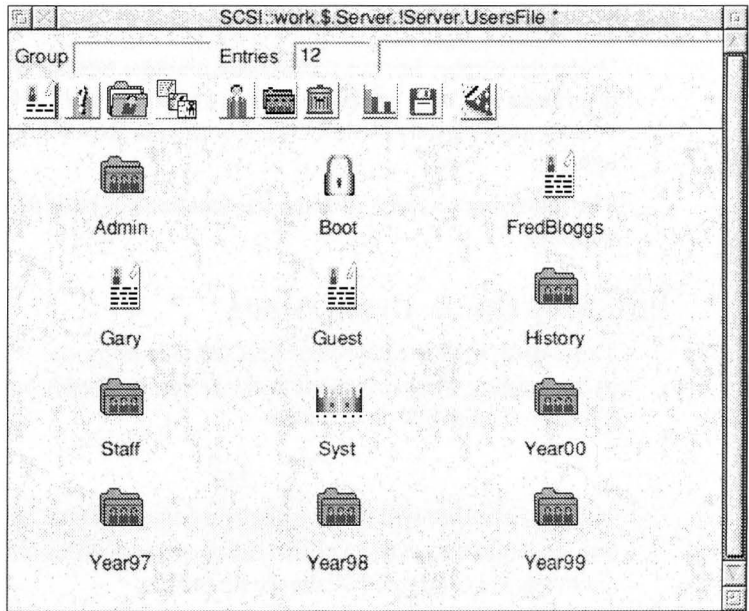 SCSI::work.$.Server.!Server.UsersFile *
Group Entries 12
Admin Boot FredBloggs
Gary Guest History
Staff Syst Year00
Year97 Year98 Year99